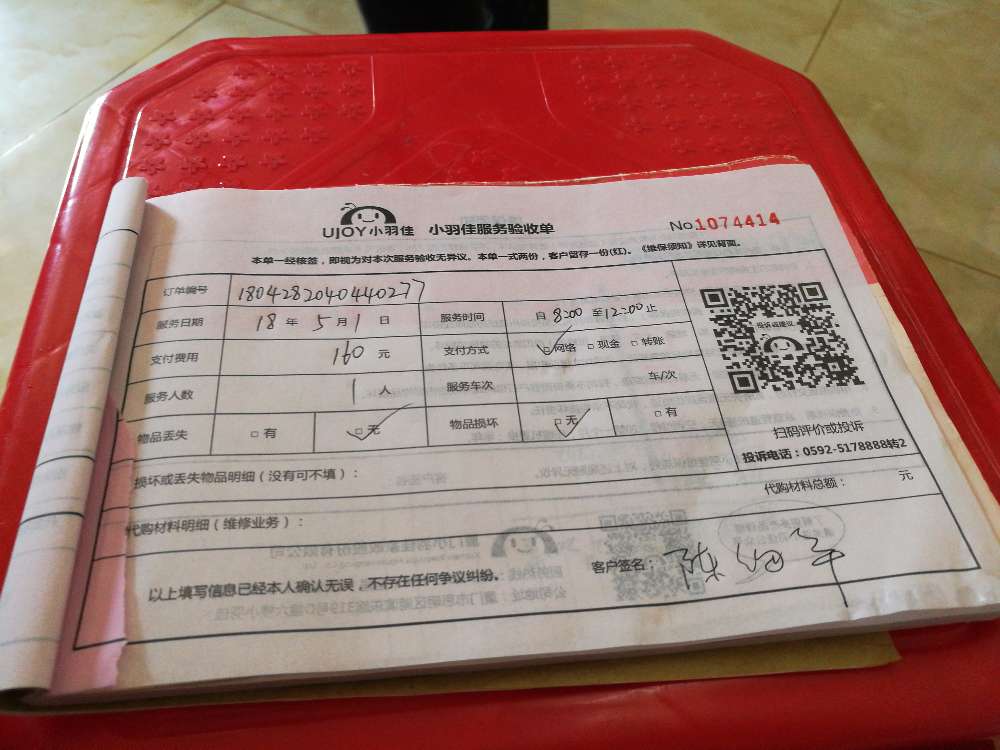 UJOY小羽佳 小羽佳服务验收单 No1074414
本单一经核签，即视为对本次服务验收无异议。本单一式两份，客户留存一份(红)。《维保须知》详见背面。
订单编号 1804282040440277
服务日期 18 年 5 月 1 日 服务时间 自 8:00 至 12:00 止
支付费用 160 元 支付方式 □网络 □现金 □转账
服务人数 1 人 服务车次 车/次
物品丢失 □有 □无 物品损坏 □无 □有
投诉与建议
扫码评价或投诉
投诉电话：0592-5178888转2
损坏或丢失物品明细（没有可不填）：
代购材料明细（维修业务）： 代购材料总额： 元
以上填写信息已经本人确认无误，不存在任何争议纠纷。 客户签名：陈